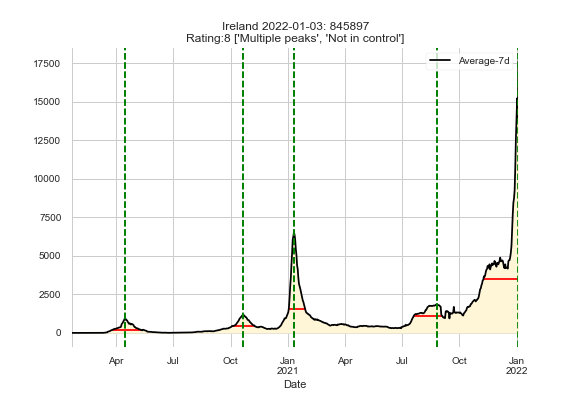 Ireland 2022-01-03: 845897
Rating:8 ['Multiple peaks', 'Not in control']
Average-7d
17500
15000
12500
10000
7500
5000
2500
0
Apr Jul Oct Jan Apr Jul Oct Jan
2021 2022
Date